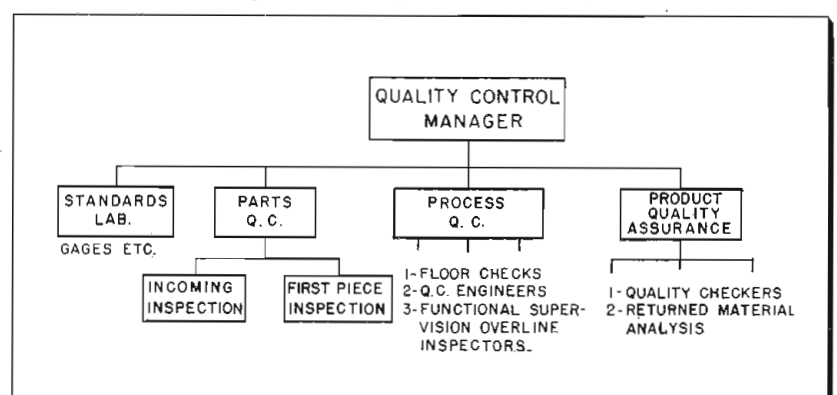 QUALITY CONTROL
MANAGER
STANDARDS
LAB.
GAGES ETC.
PARTS
Q.C.
INCOMING
INSPECTION
FIRST PIECE
INSPECTION
PROCESS
Q.C.
1-FLOOR CHECKS
2-Q.C. ENGINEERS
3-FUNCTIONAL SUPER-
VISION OVERLINE
INSPECTORS.
PRODUCT
QUALITY
ASSURANCE
1-QUALITY CHECKERS
2-RETURNED MATERIAL
ANALYSIS